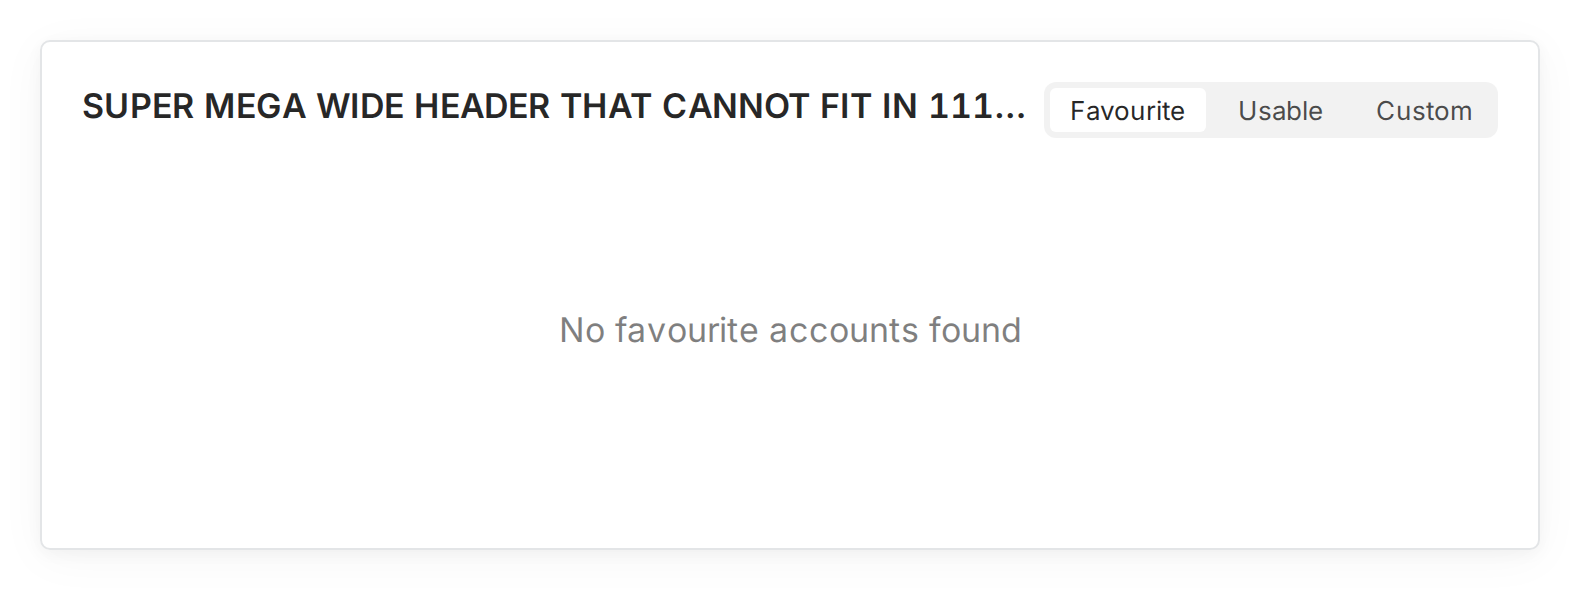 SUPER MEGA WIDE HEADER THAT CANNOT FIT IN 111...
Favourite Usable Custom
No favourite accounts found